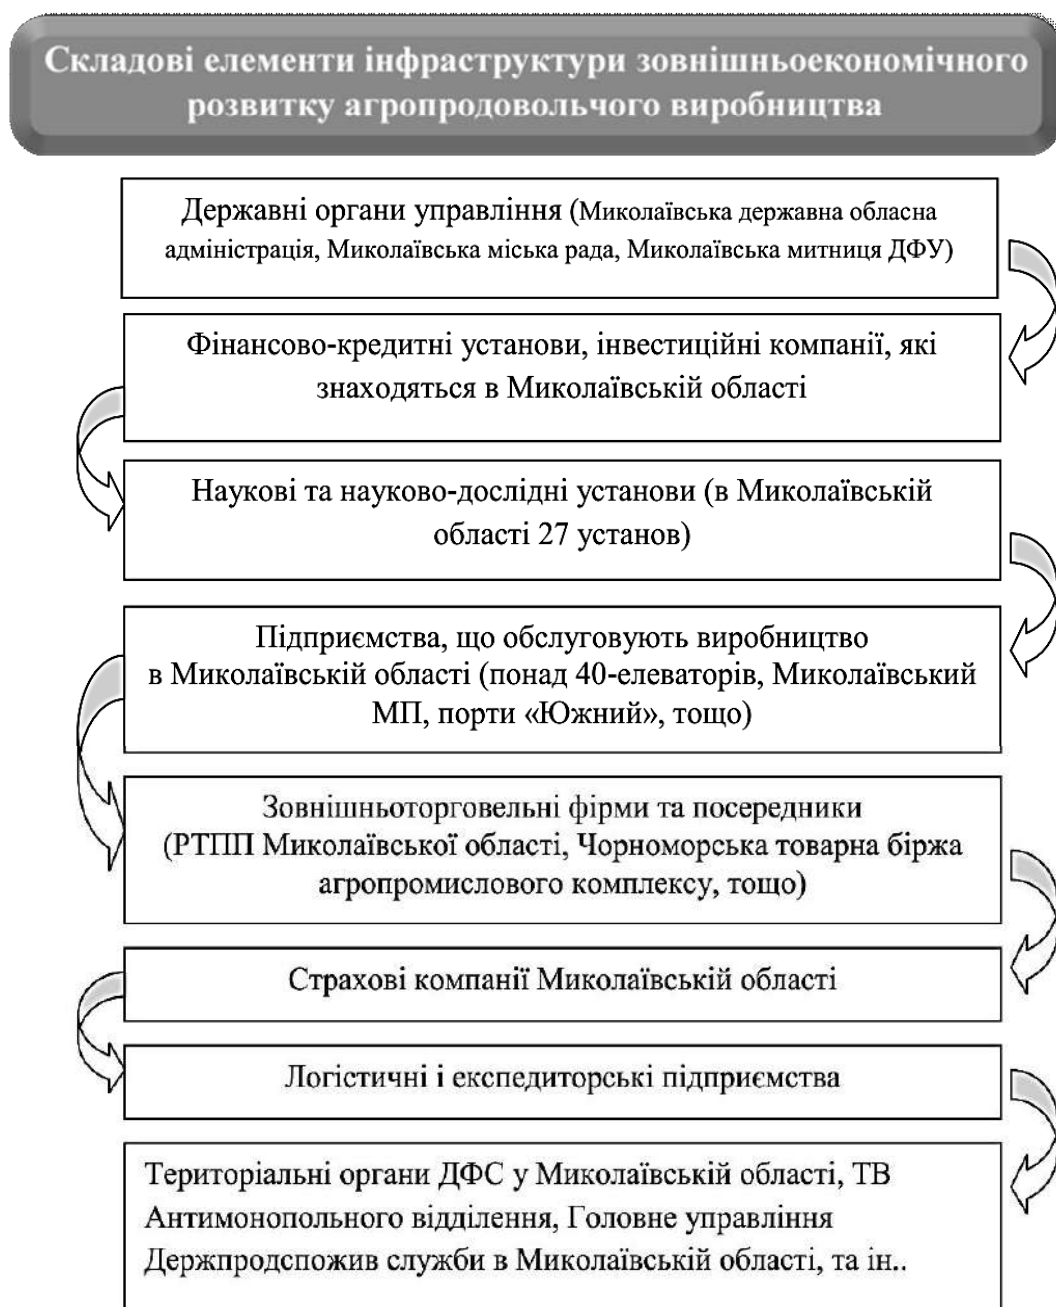 Складові елементи інфраструктури зовнішньоекономічного
розвитку агропродовольчого виробництва
Державні органи управління (Миколаївська державна обласна
адміністрація, Миколаївська міська рада, Миколаївська митниця ДФУ)
Фінансово-кредитні установи, інвестиційні компанії, які
знаходяться в Миколаївській області
Наукові та науково-дослідні установи (в Миколаївській
області 27 установ)
Підприємства, що обслуговують виробництво
в Миколаївській області (понад 40-елеваторів, Миколаївський
МП, порти «Южний», тощо)
Зовнішньоторговельні фірми та посередники
(РТПП Миколаївської області, Чорноморська товарна біржа
агропромислового комплексу, тощо)
Страхові компанії Миколаївській області
Логістичні і експедиторські підприємства
Територіальні органи ДФС у Миколаївській області, ТВ
Антимонопольного відділення, Головне управління
Держпродспожив служби в Миколаївській області, та ін..